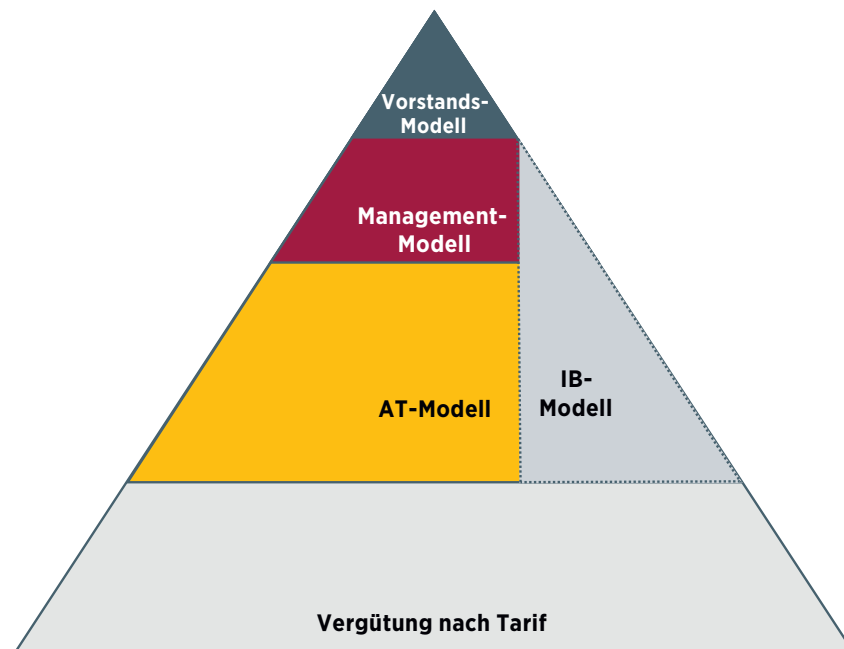 Vorstands-
Modell
Management-
Modell
AT-Modell
IB-
Modell
Vergütung nach Tarif